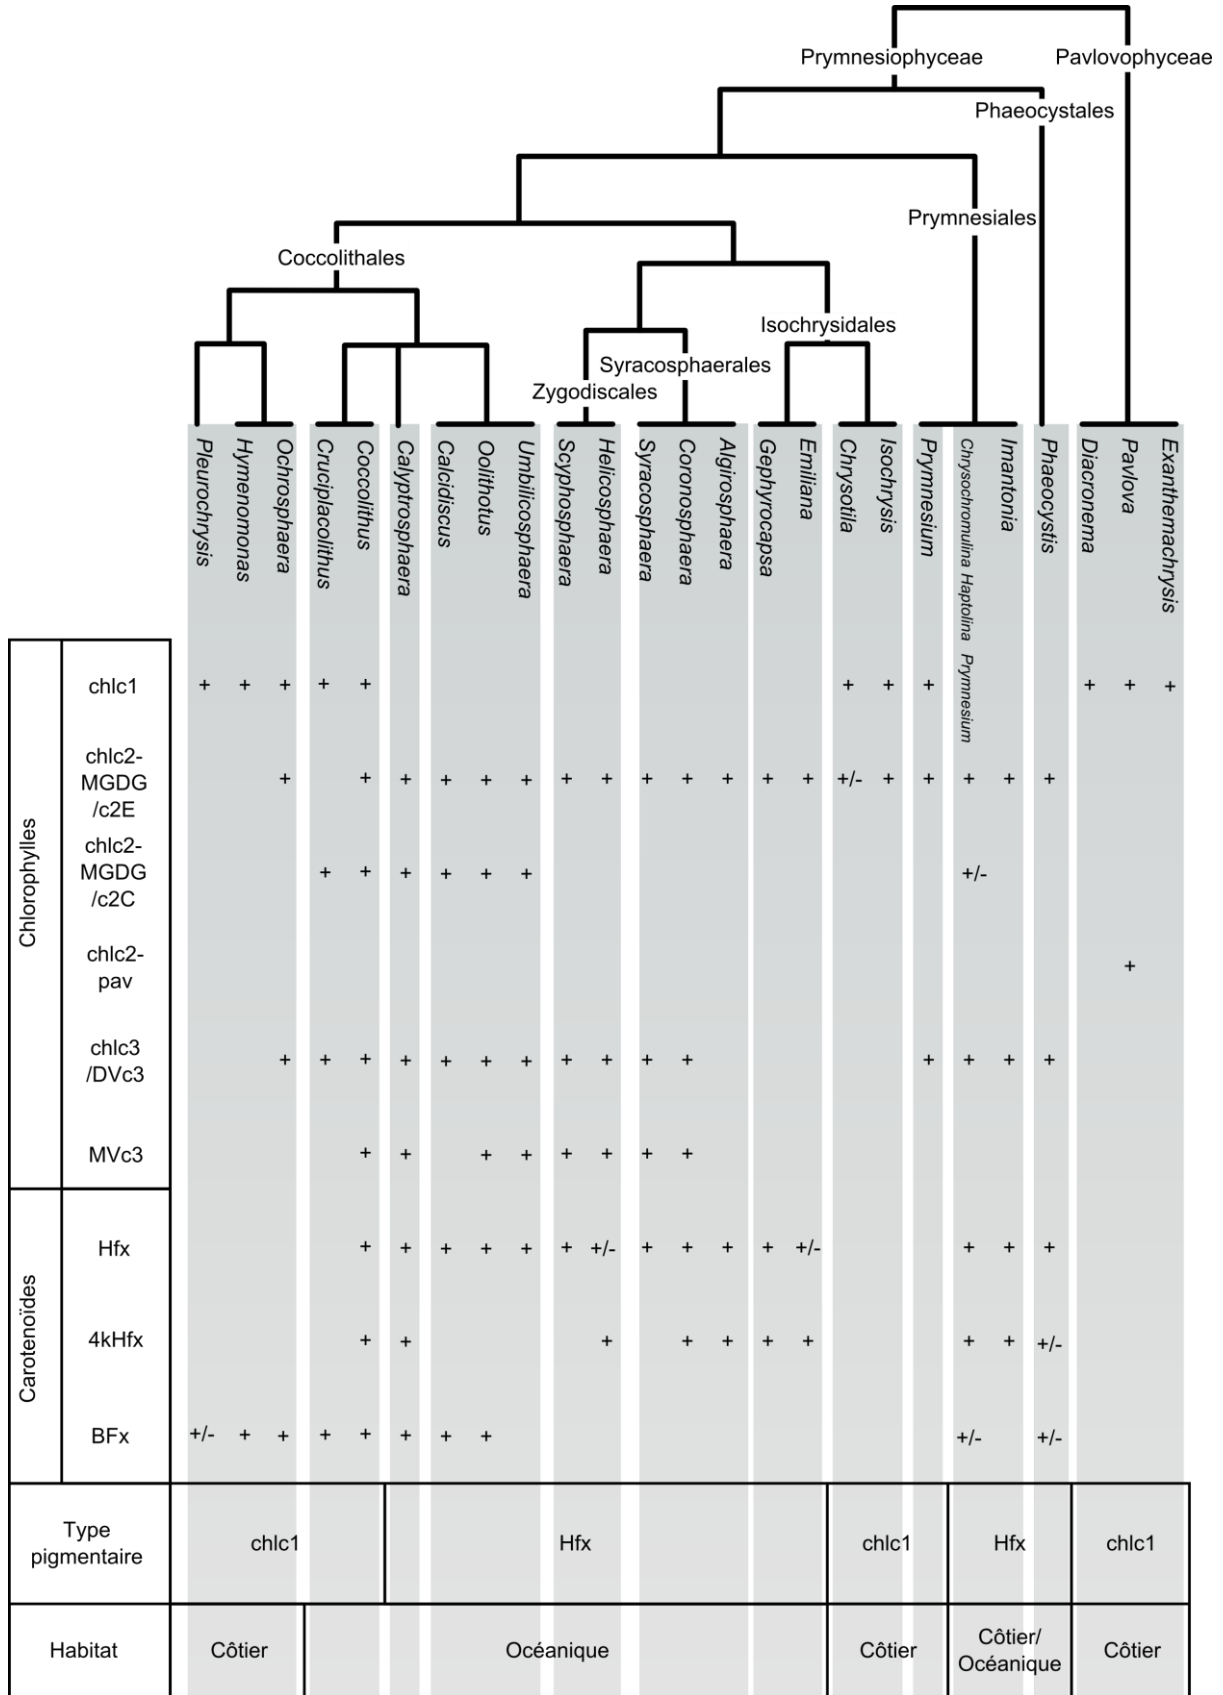 Prymnesiophyceae
Pavlovophyceae
Phaeocystales
Prymnesiales
Coccolithales
Isochrysidales
Syracosphaerales
Zygodiscales
Pleurochrysis
Hymenomonas
Ochrosphaera
Cruciplacolithus
Coccolithus
Calyptrosphaera
Calcidiscus
Oolithotus
Umbilicosphaera
Scyphosphaera
Helicosphaera
Syracosphaera
Coronosphaera
Algirosphaera
Gephyrocapsa
Emiliana
Chrysotila
Isochrysis
Prymnesium
Chrysochromulina Haptolina Prymnesium
Imantonia
Phaeocystis
Diacronema
Pavlova
Exanthemachrysis
Chlorophylles
chlc1
+ + + + + + + + + + +
chlc2-
MGDG
/c2E
+ + + + + + + + + + + + + +/- + + + + +
chlc2-
MGDG
/c2C
+ + + + + + +/-
chlc2-
pav
+
chlc3
/DVc3
+ + + + + + + + + + + + + + +
MVc3
+ + + + + + + +
Carotenoïdes
Hfx
+ + + + + + +/- + + + + +/- + + +
4kHfx
+ + + + + + + + + +/-
BFx
+/- + + + + + + + +/- +/-
Type
pigmentaire
chlc1
Hfx
chlc1
Hfx
chlc1
Habitat
Côtier
Océanique
Côtier
Côtier/
Océanique
Côtier